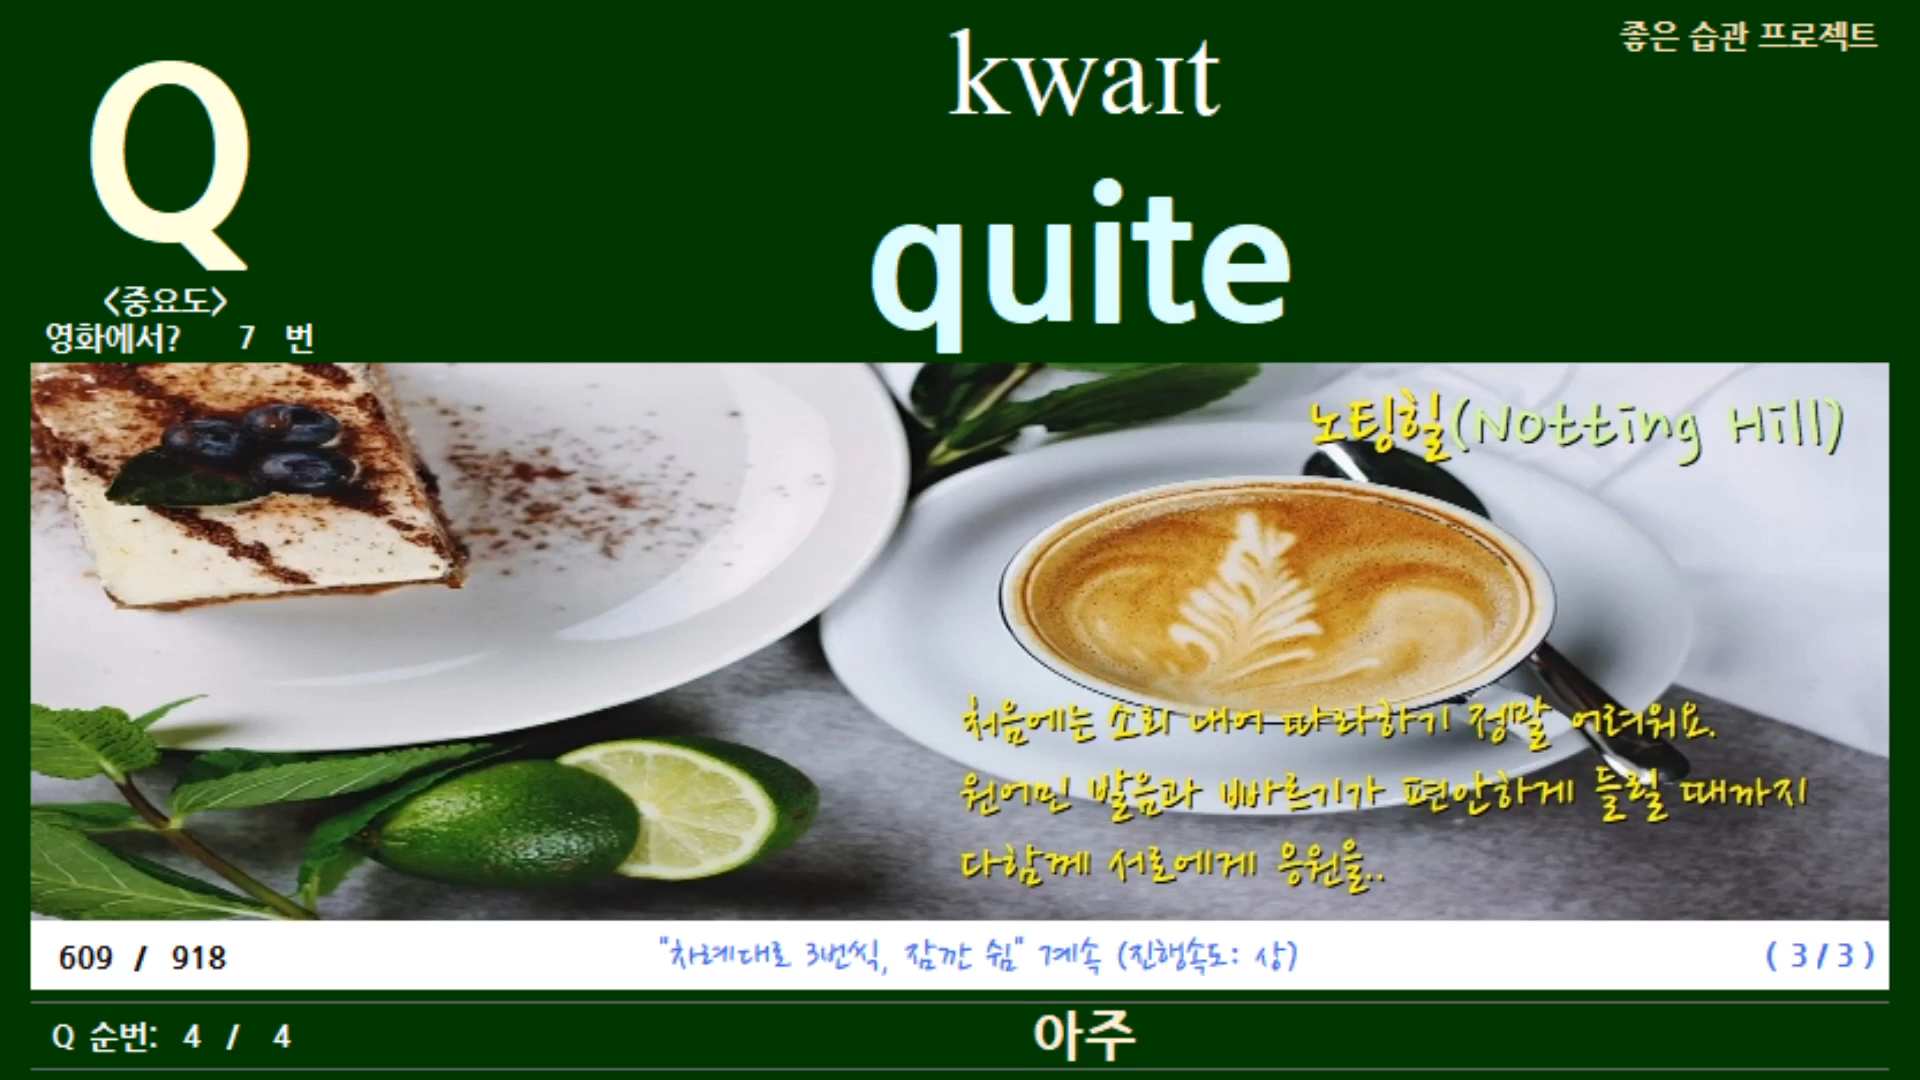 좋은 습관 프로젝트
Q
kwaɪt
quite
<중요도>
영화에서? 7 번
노팅힐(Notting Hill)
처음에는 소리 내어 따라하기 정말 어려워요.
원어민 발음과 빠르기가 편안하게 들릴 때까지
다함께 서로에게 응원을..
609 / 918
"차례대로 3번씩, 잠깐 쉼" 계속 (진행속도: 상)
( 3 / 3 )
Q 순번: 4 / 4
아주